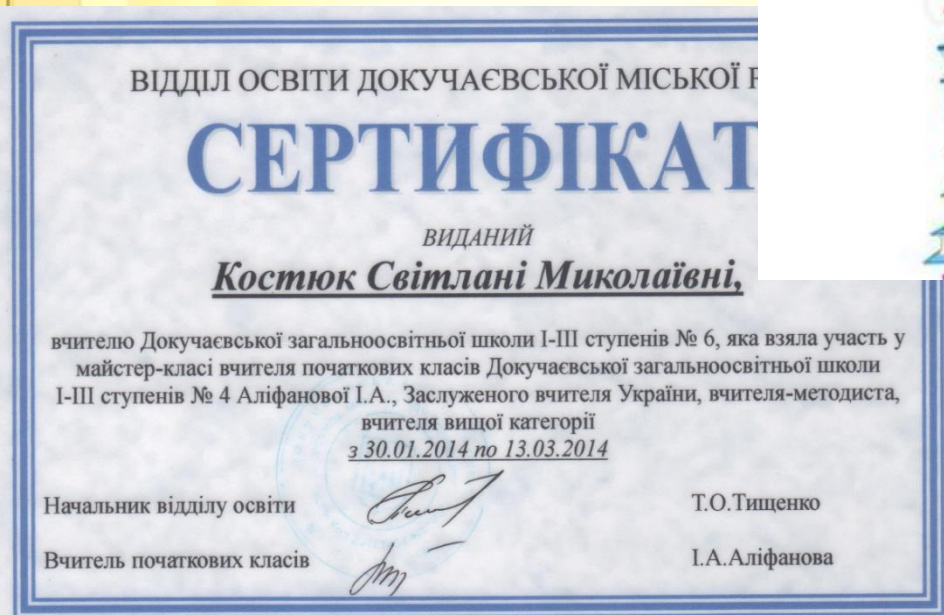 ВІДДІЛ ОСВІТИ ДОКУЧАЄВСЬКОЇ МІСЬКОЇ
СЕРТИФІКАТ
ВИДАНИЙ
Костюк Світлані Миколаївні,
вчителю Докучаєвської загальноосвітньої школи І-ІІІ ступенів № 6, яка взяла участь у
майстер-класі вчителя початкових класів Докучаєвської загальноосвітньої школи
І-ІІІ ступенів № 4 Аліфанової І.А., Заслуженого вчителя України, вчителя-методиста,
вчителя вищої категорії
з 30.01.2014 по 13.03.2014
Начальник відділу освіти Т.О.Тищенко
Вчитель початкових класів І.А.Аліфанова